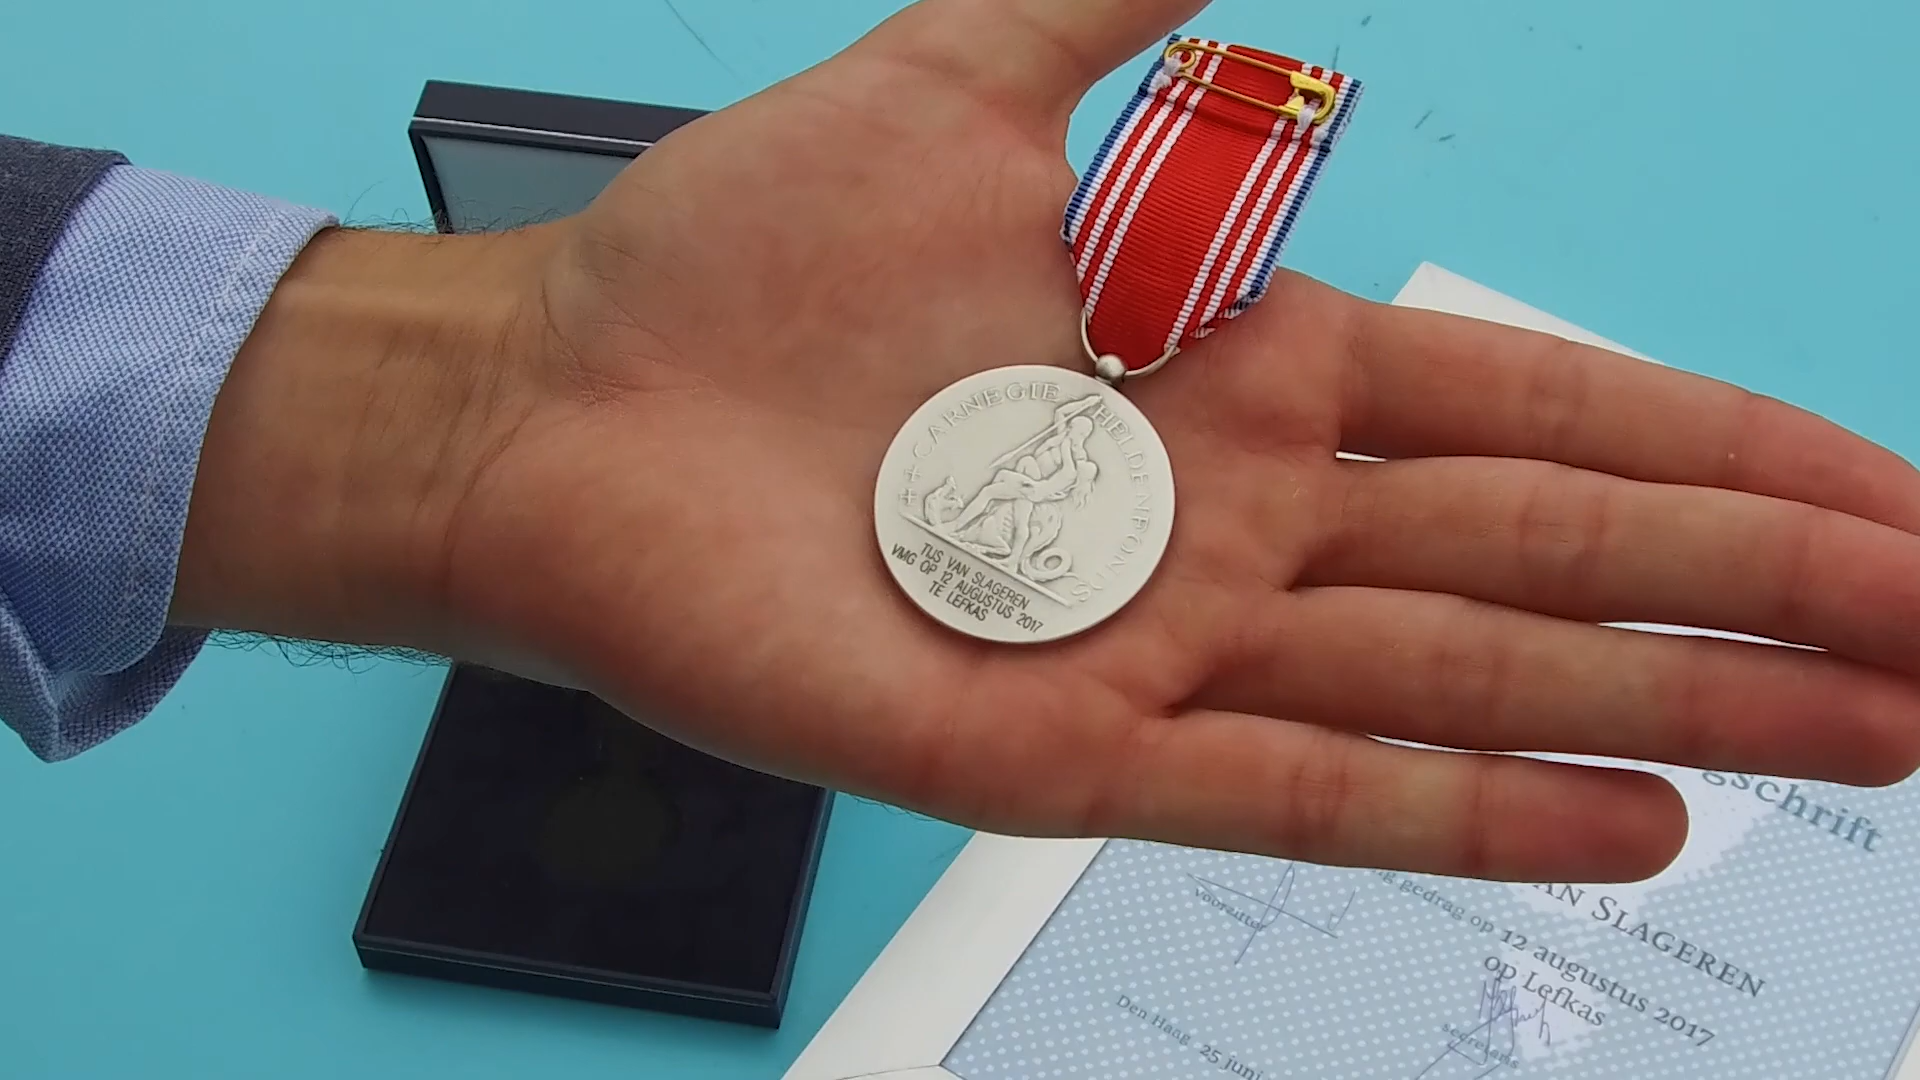 CARNEGIE HELDENFONDS
TIJS VAN SLAGEREN
VMG OP 12 AUGUSTUS 2017
TE LEFKAS
gschrift
AN SLAGEREN
gedrag op 12 augustus 2017
op Lefkas
voorzitter
secretaris
Den Haag 25 juni